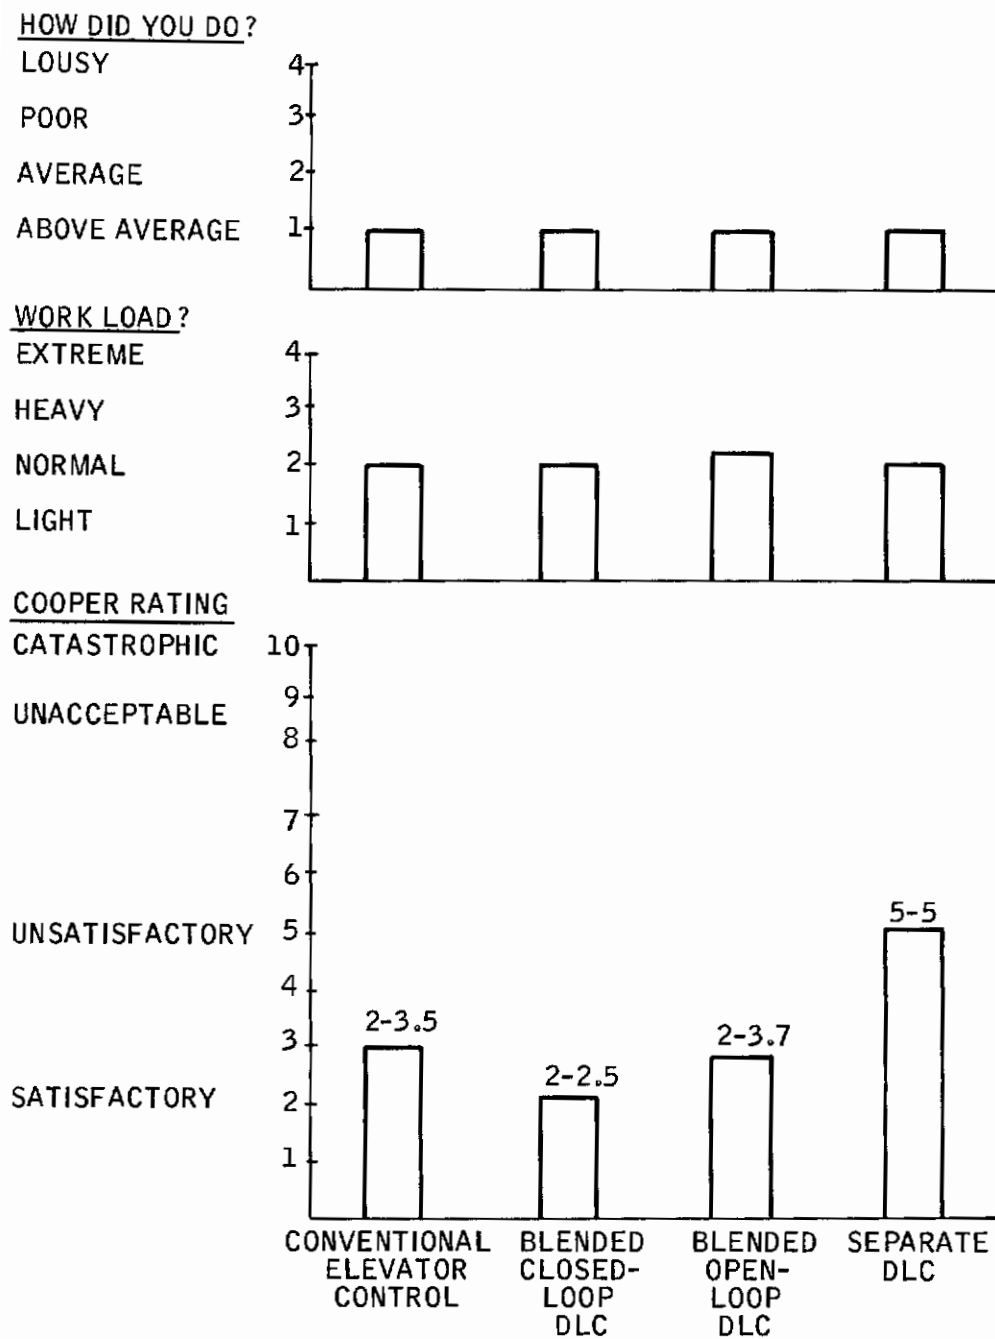 HOW DID YOU DO?
LOUSY 4
POOR 3
AVERAGE 2
ABOVE AVERAGE 1
WORK LOAD?
EXTREME 4
HEAVY 3
NORMAL 2
LIGHT 1
COOPER RATING
CATASTROPHIC 10
9
UNACCEPTABLE
8
7
6
5-5
UNSATISFACTORY 5
4
2-3.5
2-3.7
3
2-2.5
SATISFACTORY 2
1
CONVENTIONAL BLENDED BLENDED SEPARATE
ELEVATOR CLOSED- OPEN- DLC
CONTROL LOOP LOOP
DLC DLC